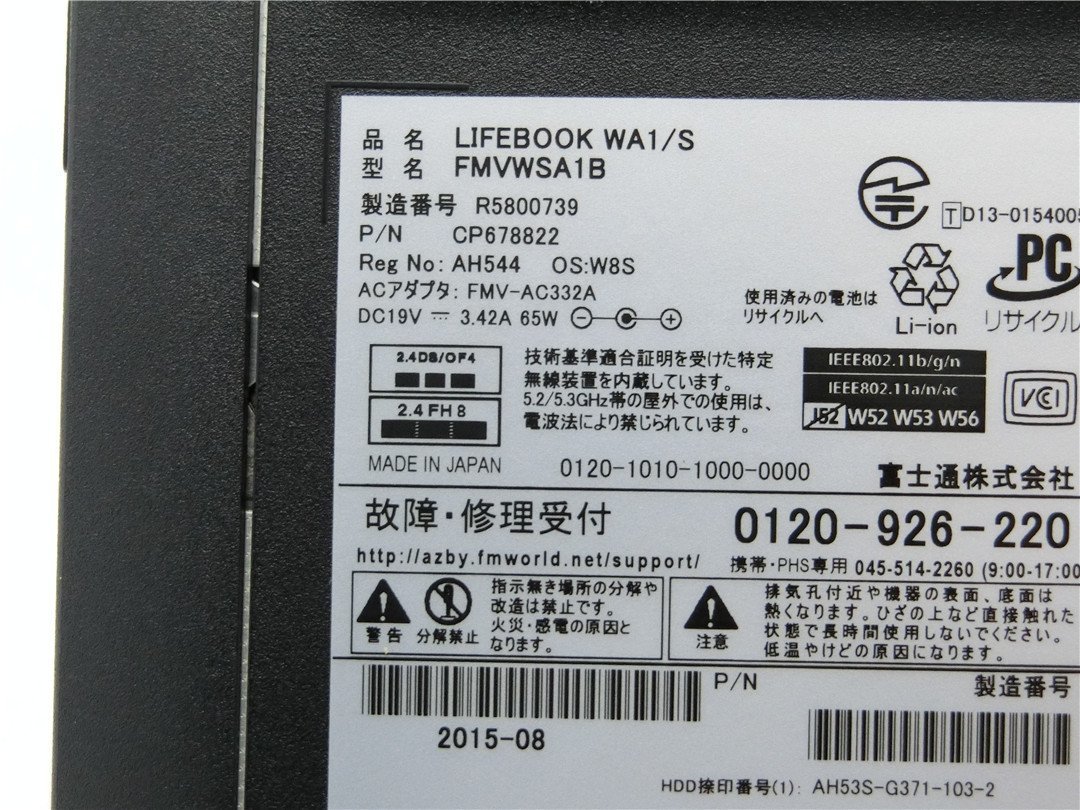 品 名 LIFEBOOK WA1/S
型 名 FMVWSA1B
製造番号 R5800739
P/N CP678822
Reg No: AH544 OS:W8S
ACアダプタ: FMV-AC332A
DC19V ⎓ 3.42A 65W
T D13-0154005
使用済みの電池は
リサイクルへ
Li-ion
PC
リサイクル
2.4DS/OF4
2.4FH8
技術基準適合証明を受けた特定
無線装置を内蔵しています。
5.2/5.3GHz帯の屋外での使用は、
電波法により禁じられています。
IEEE802.11b/g/n
IEEE802.11a/n/ac
J52 W52 W53 W56
VCI
MADE IN JAPAN
0120-1010-1000-0000
富士通株式会社
故障・修理受付 0120-926-220
http://azby.fmworld.net/support/
携帯・PHS専用 045-514-2260 (9:00-17:00
警告
分解禁止
指示無き場所の分解や
改造は禁止です。
火災・感電の原因と
なります。
注意
排気孔付近や機器の表面、底面は
熱くなります。ひざの上など直接触れた
状態で長時間使用しないでください。
低温やけどの原因になります。
P/N
製造番号
2015-08
HDD捺印番号(1): AH53S-G371-103-2